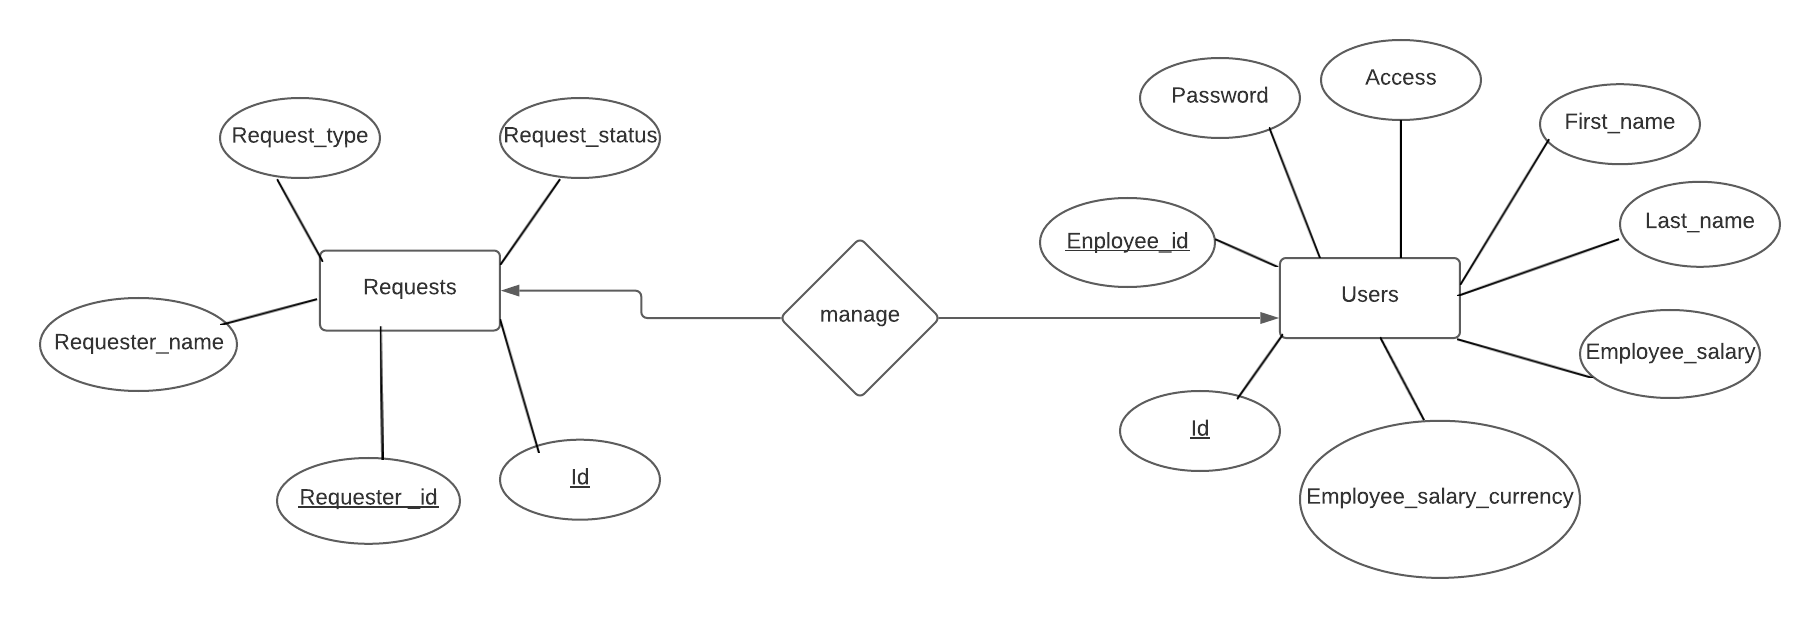 Request_type
Request_status
Requests
Requester_name
Requester _id
Id
manage
Password
Access
First_name
Enployee_id
Last_name
Users
Employee_salary
Id
Employee_salary_currency